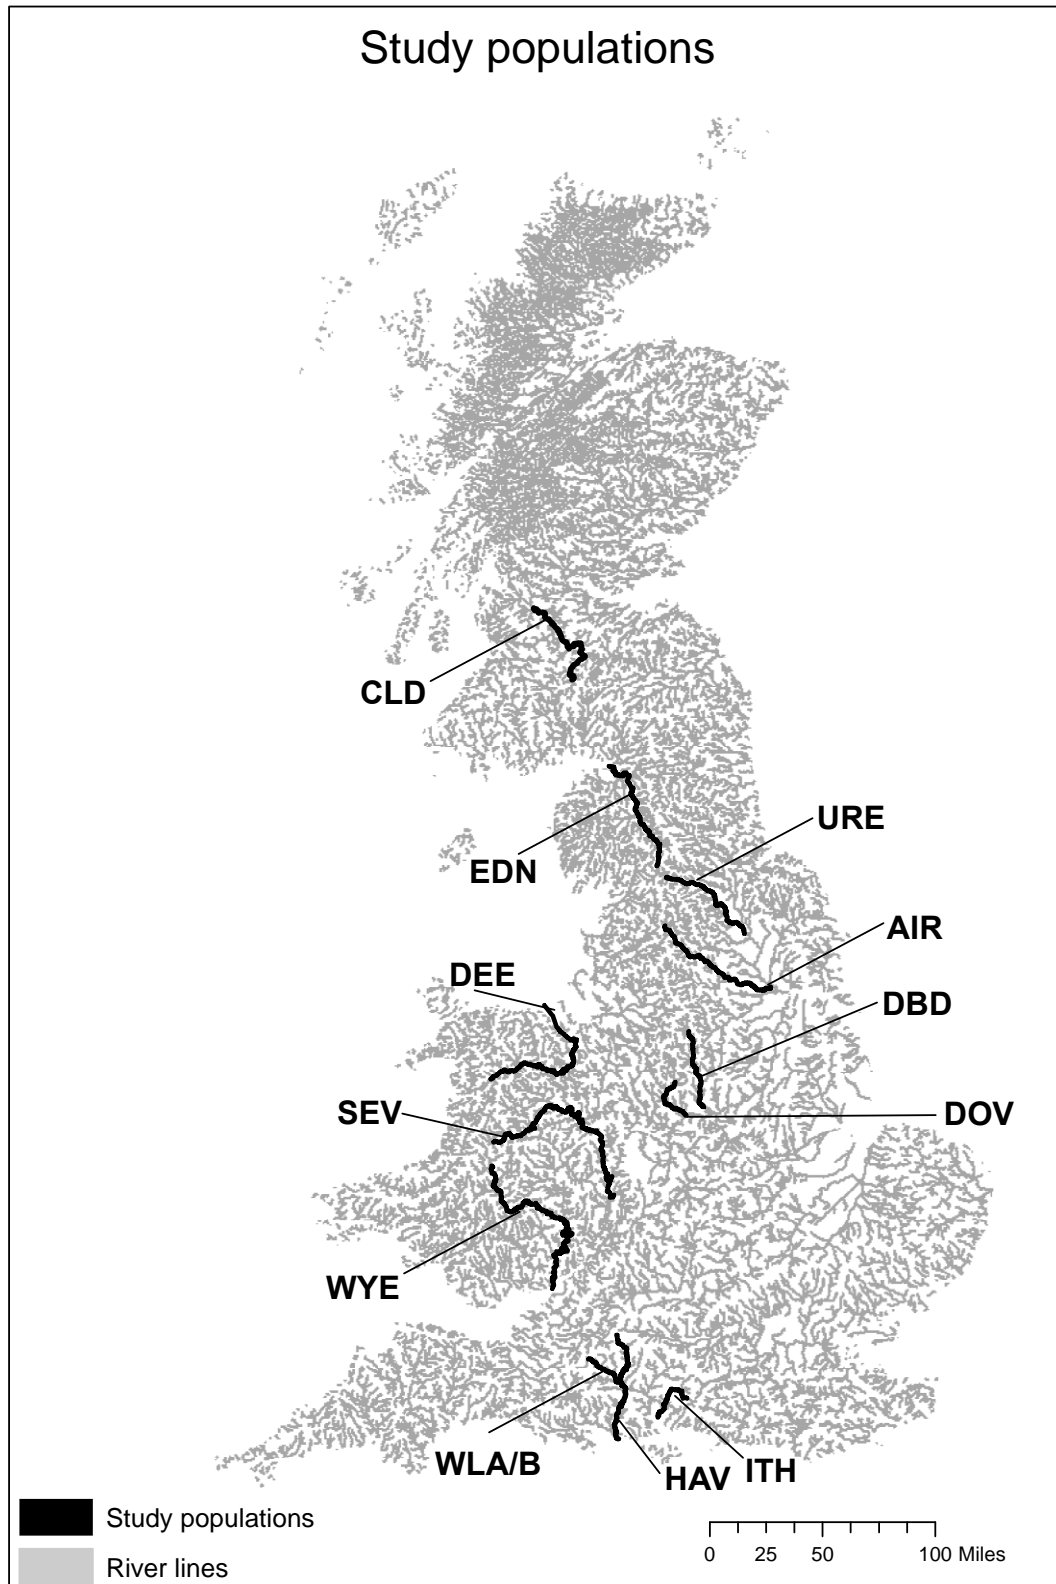 Study populations
CLD
URE
EDN
AIR
DEE
DBD
SEV
DOV
WYE
WLA/B
HAV
ITH
Study populations
River lines
0 25 50 100 Miles